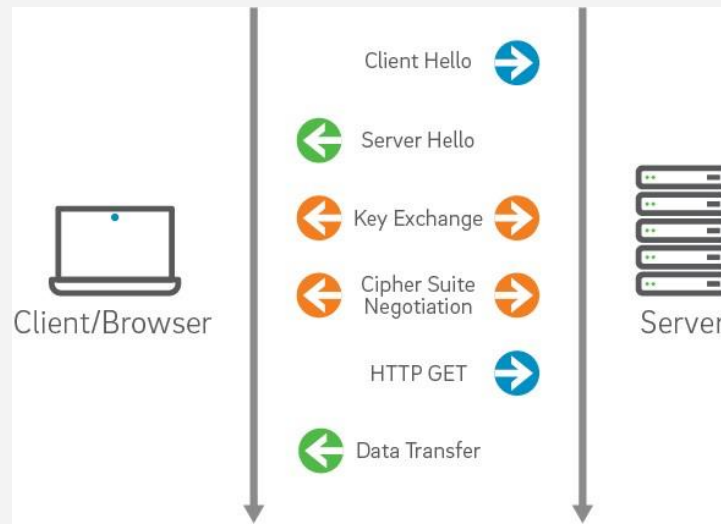 Client Hello
Server Hello
Key Exchange
Cipher Suite
Negotiation
Client/Browser
Server
HTTP GET
Data Transfer